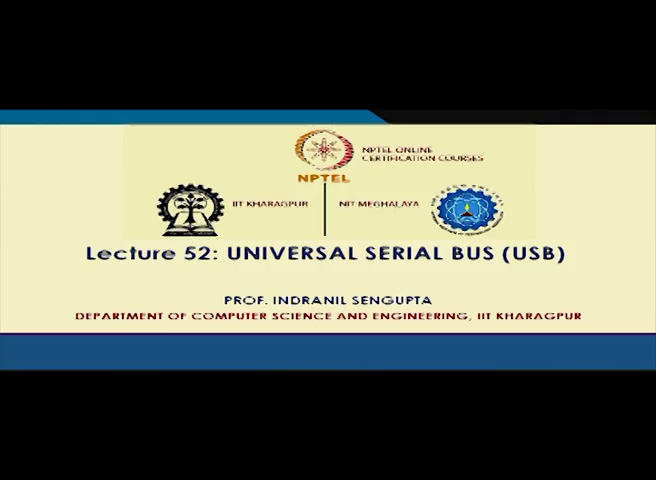 NPTEL ONLINE
CERTIFICATION COURSES
NPTEL
IIT KHARAGPUR
NIT MEGHALAYA
Lecture 52: UNIVERSAL SERIAL BUS (USB)
PROF. INDRANIL SENGUPTA
DEPARTMENT OF COMPUTER SCIENCE AND ENGINEERING, IIT KHARAGPUR